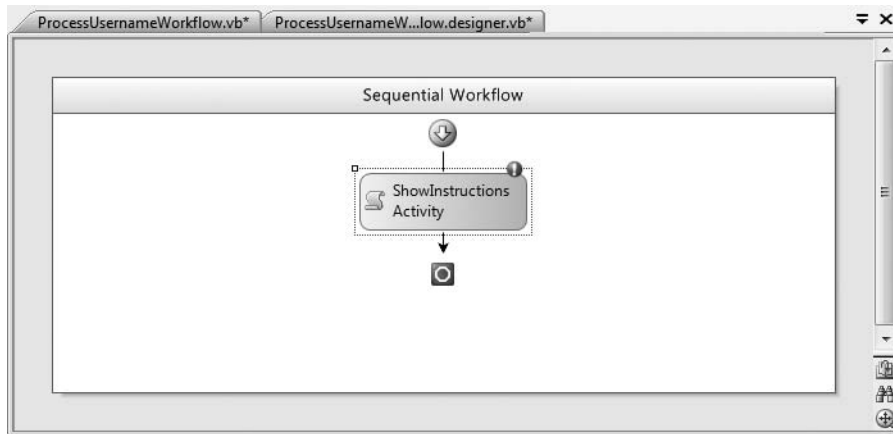 ProcessUsernameWorkflow.vb* ProcessUsernameW...low.designer.vb*
Sequential Workflow
ShowInstructions
Activity